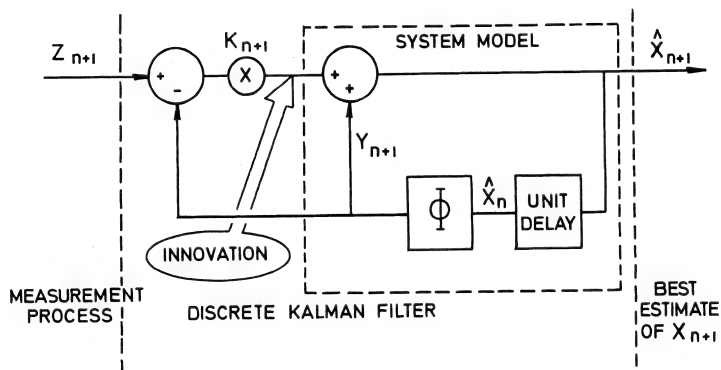 Z n+1
K n+1
SYSTEM MODEL
X̂ n+1
+
-
X
+
+
Y n+1
Φ
X̂ n
UNIT
DELAY
INNOVATION
MEASUREMENT
PROCESS
DISCRETE KALMAN FILTER
BEST
ESTIMATE
OF X n+1